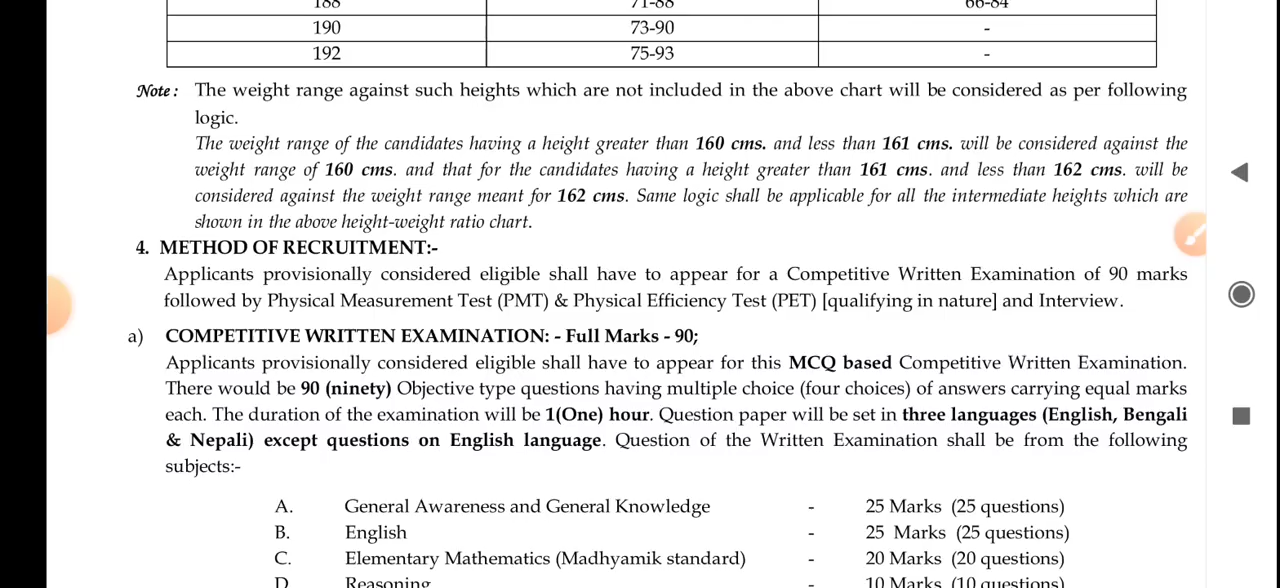 188 71-88 66-84
190 73-90 -
192 75-93 -
Note : The weight range against such heights which are not included in the above chart will be considered as per following
logic.
The weight range of the candidates having a height greater than 160 cms. and less than 161 cms. will be considered against the
weight range of 160 cms. and that for the candidates having a height greater than 161 cms. and less than 162 cms. will be
considered against the weight range meant for 162 cms. Same logic shall be applicable for all the intermediate heights which are
shown in the above height-weight ratio chart.
4. METHOD OF RECRUITMENT:-
Applicants provisionally considered eligible shall have to appear for a Competitive Written Examination of 90 marks
followed by Physical Measurement Test (PMT) & Physical Efficiency Test (PET) [qualifying in nature] and Interview.
a) COMPETITIVE WRITTEN EXAMINATION: - Full Marks - 90;
Applicants provisionally considered eligible shall have to appear for this MCQ based Competitive Written Examination.
There would be 90 (ninety) Objective type questions having multiple choice (four choices) of answers carrying equal marks
each. The duration of the examination will be 1(One) hour. Question paper will be set in three languages (English, Bengali
& Nepali) except questions on English language. Question of the Written Examination shall be from the following
subjects:-
A. General Awareness and General Knowledge - 25 Marks (25 questions)
B. English - 25 Marks (25 questions)
C. Elementary Mathematics (Madhyamik standard) - 20 Marks (20 questions)
D. Reasoning - 10 Marks (10 questions)